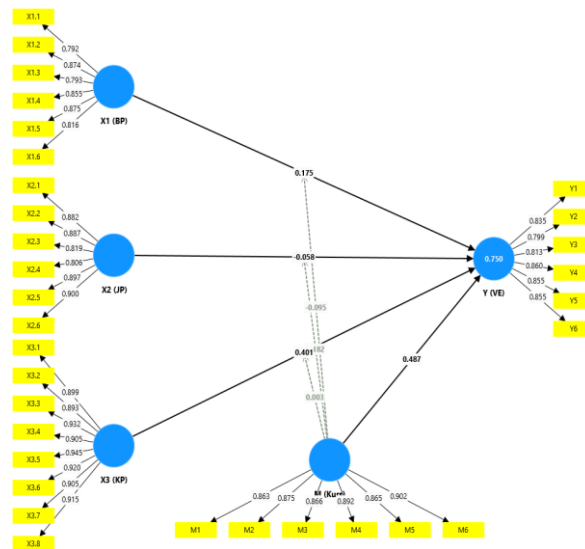 X1.1
X1.2
X1.3
X1.4
X1.5
X1.6
0.792
0.874
0.793
0.855
0.875
0.816
X1 (BP)
0.175
X2.1
X2.2
X2.3
X2.4
X2.5
X2.6
0.882
0.887
0.819
0.806
0.897
0.900
X2 (JP)
-0.058
Y1
Y2
Y3
Y4
Y5
Y6
0.835
0.799
0.813
0.860
0.855
0.855
0.750
Y (VE)
-0.095
0.401
0.003
0.487
X3.1
X3.2
X3.3
X3.4
X3.5
X3.6
X3.7
X3.8
0.899
0.893
0.932
0.905
0.945
0.920
0.905
0.915
X3 (KP)
0.863
0.875
0.866
0.892
0.865
0.902
M1
M2
M3
M4
M5
M6